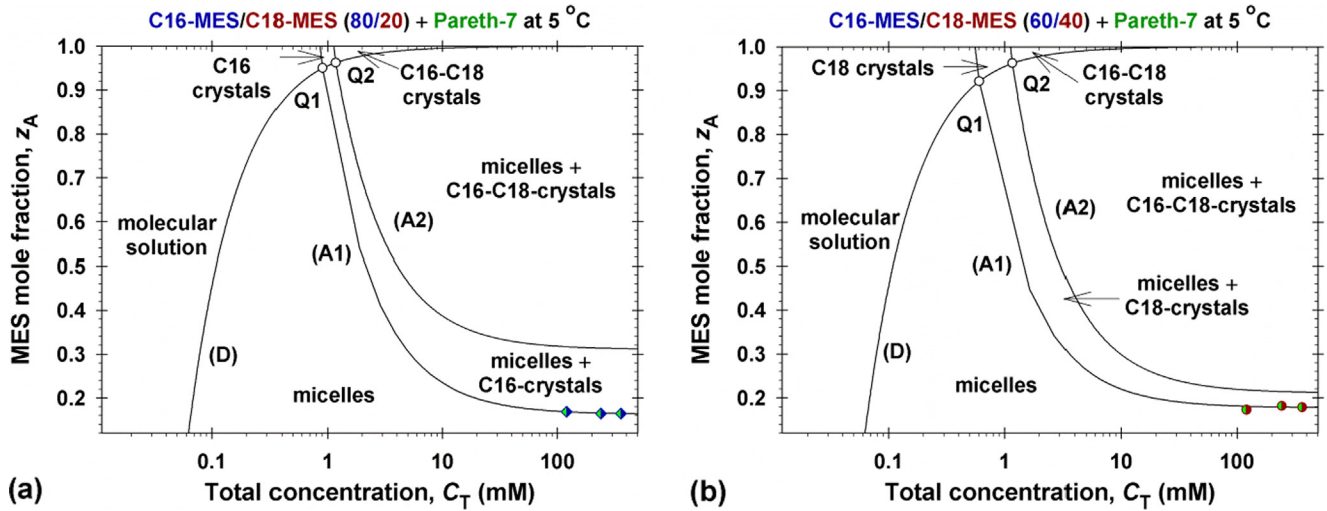 C16-MES/C18-MES (80/20) + Pareth-7 at 5 °C
1.0
0.9
0.8
0.7
0.6
0.5
0.4
0.3
0.2
MES mole fraction, zA
C16
crystals
Q1
Q2
C16-C18
crystals
micelles +
C16-C18-crystals
molecular
solution
(A2)
(A1)
(D)
micelles +
C16-crystals
micelles
0.1
1
10
100
Total concentration, CT (mM)
(a)
C16-MES/C18-MES (60/40) + Pareth-7 at 5 °C
1.0
0.9
0.8
0.7
0.6
0.5
0.4
0.3
0.2
MES mole fraction, zA
C18 crystals
Q1
Q2
C16-C18
crystals
micelles +
C16-C18-crystals
molecular
solution
(A2)
(A1)
micelles +
C18-crystals
(D)
micelles
0.1
1
10
100
Total concentration, CT (mM)
(b)